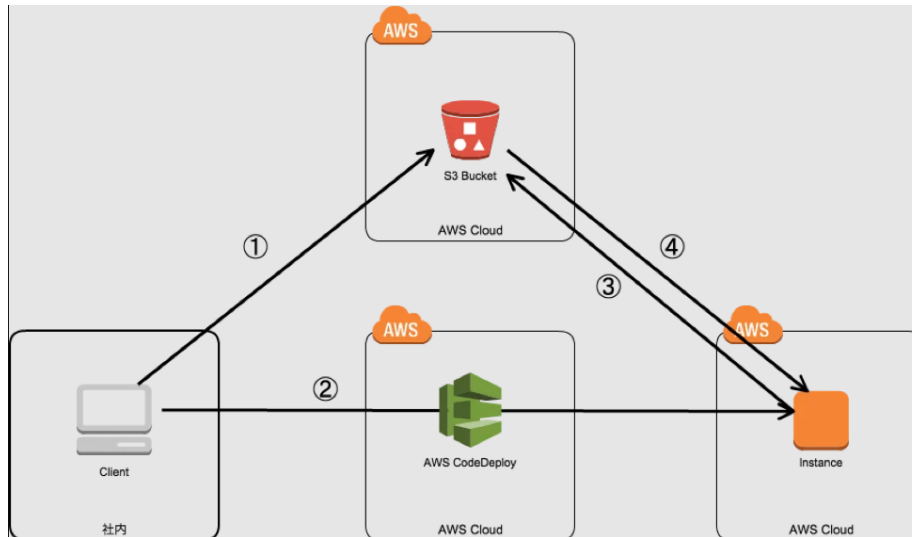 AWS
S3 Bucket
AWS Cloud
①
④
③
AWS
AWS
②
Client
AWS CodeDeploy
Instance
社内
AWS Cloud
AWS Cloud